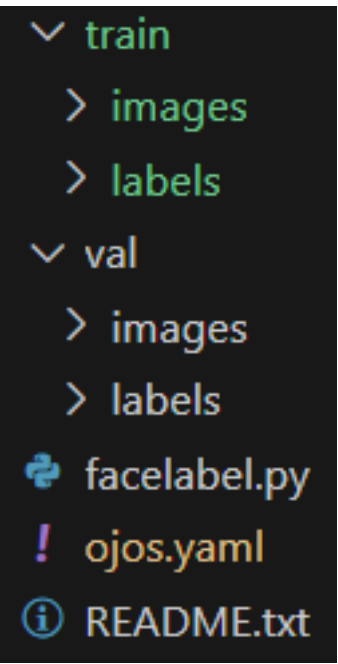 train
images
labels
val
images
labels
facelabel.py
! ojos.yaml
README.txt